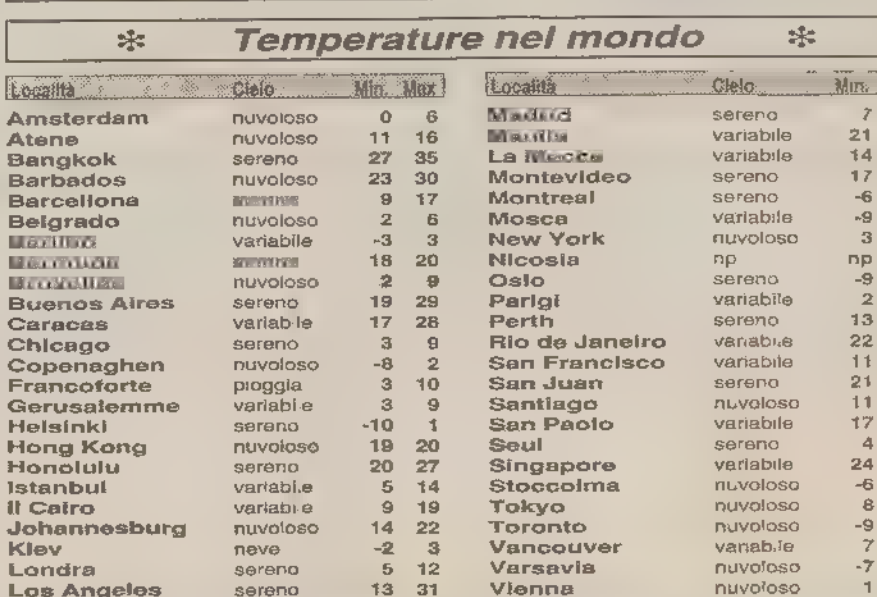 Temperature nel mondo
Località Cielo Min. Max
Amsterdam nuvoloso 0 6
Atene nuvoloso 11 16
Bangkok sereno 27 35
Barbados nuvoloso 23 30
Barcellona 9 17
Belgrado nuvoloso 2 6
variabile -3 3
18 20
nuvoloso 2 9
Buenos Aires sereno 19 29
Caracas variabile 17 28
Chicago sereno 3 9
Copenaghen nuvoloso -8 2
Francoforte pioggia 3 10
Gerusalemme variabile 3 9
Helsinki sereno -10 1
Hong Kong nuvoloso 19 20
Honolulu sereno 20 27
Istanbul variabile 5 14
Il Cairo variabile 9 19
Johannesburg nuvoloso 14 22
Kiev neve -2 3
Londra sereno 5 12
Los Angeles sereno 13 31
Località Cielo Min.
sereno 7
variabile 21
La variabile 14
Montevideo sereno 17
Montreal sereno -6
Mosca variabile -9
New York nuvoloso 3
Nicosia np np
Oslo sereno -9
Parigi variabile 2
Perth sereno 13
Rio de Janeiro variabile 22
San Francisco variabile 11
San Juan sereno 21
Santiago nuvoloso 11
San Paolo variabile 17
Seul sereno 4
Singapore variabile 24
Stoccolma nuvoloso -6
Tokyo nuvoloso 8
Toronto nuvoloso -9
Vancouver variabile 7
Varsavia nuvoloso -7
Vienna nuvoloso 1